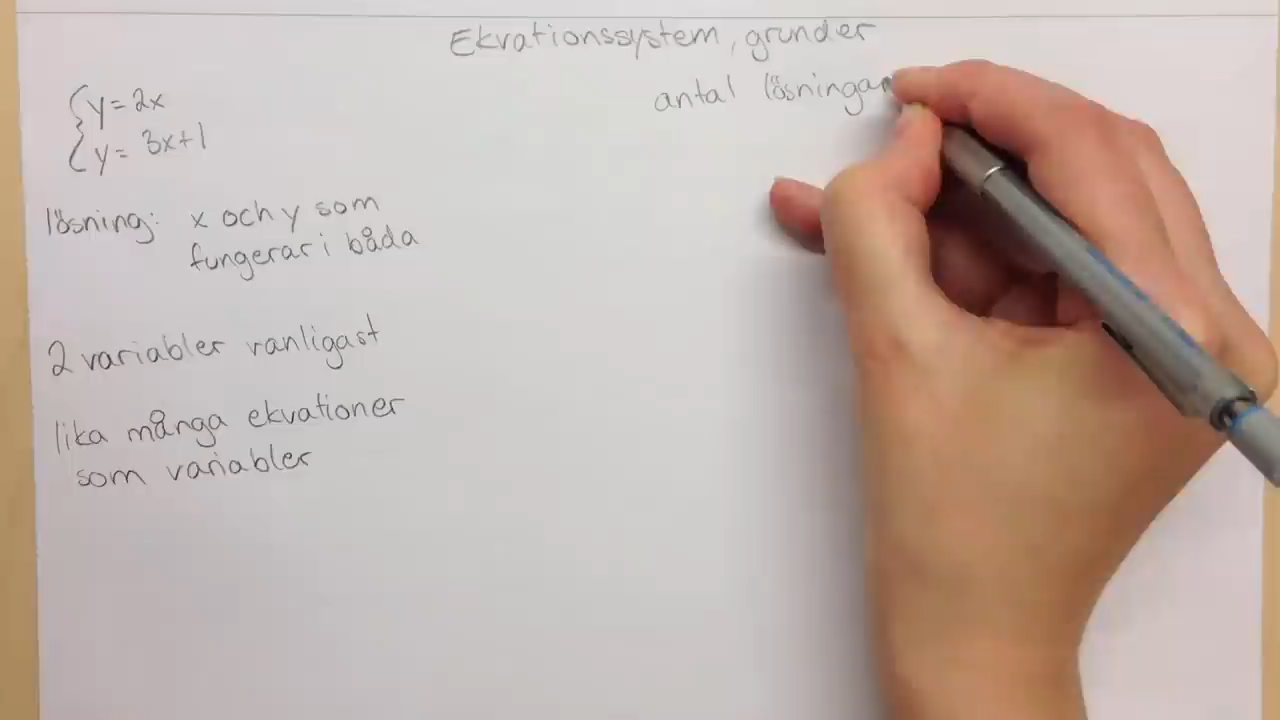 Ekvationssystem, grunder
y=2x
y= 3x+1
lösning: x och y som
fungerar i båda
2 variabler vanligast
lika många ekvationer
som variabler
antal lösningar